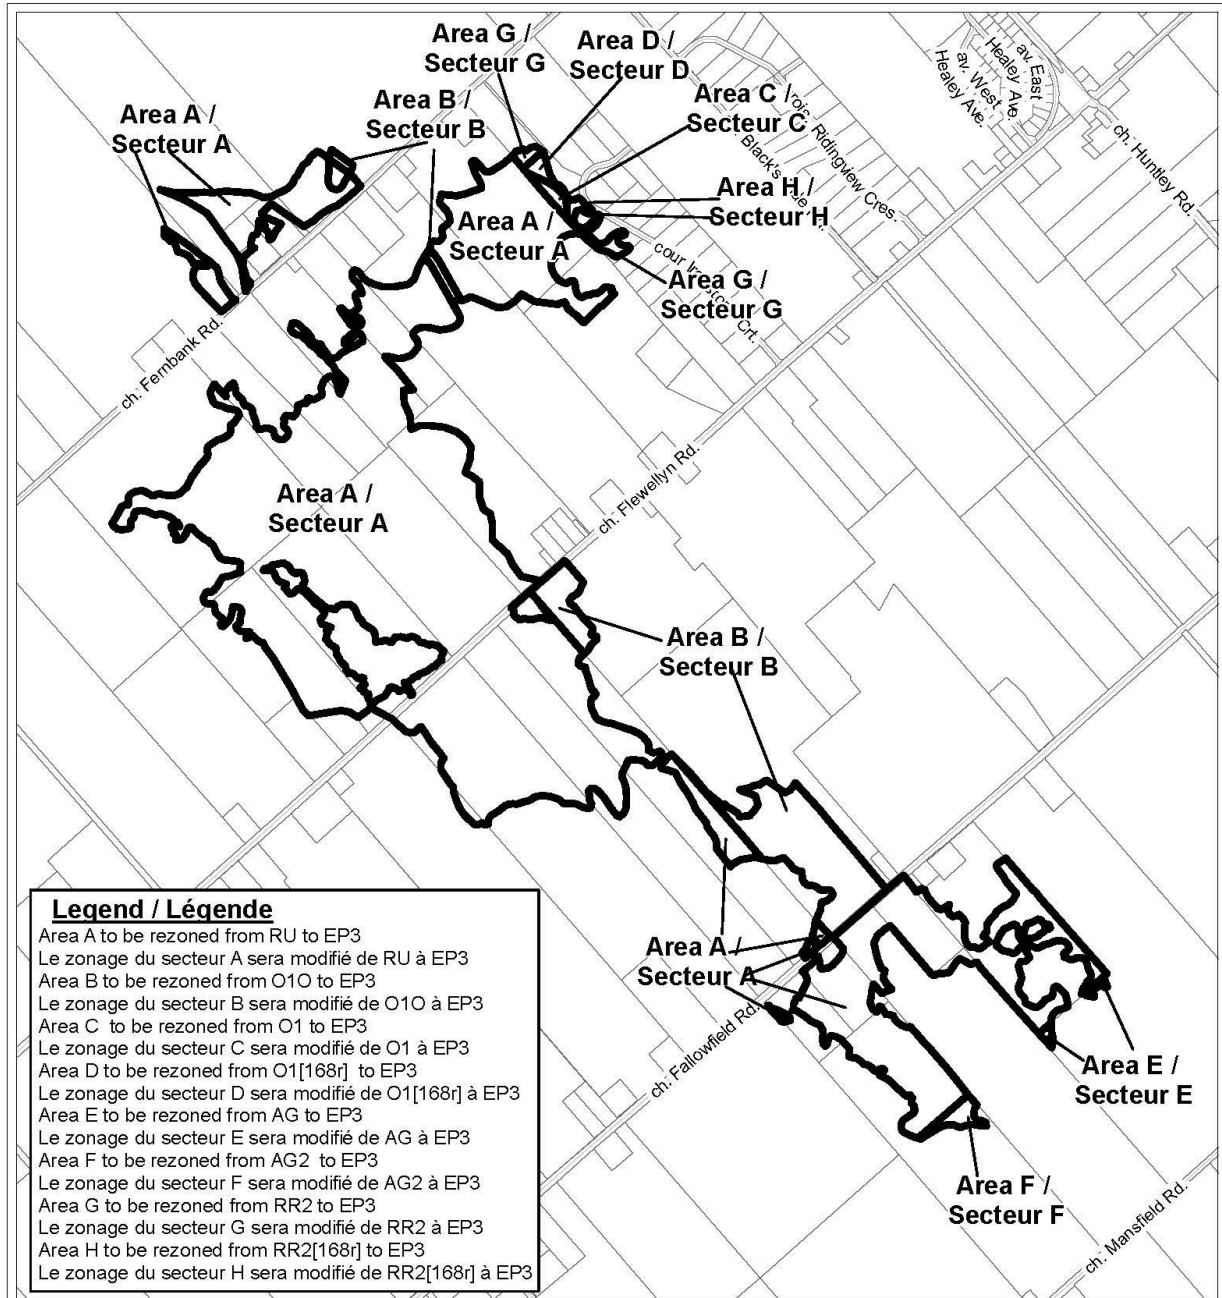 Area G /
Secteur G
Area D /
Secteur D
Area B /
Secteur B
Area C /
Secteur C
Area A /
Secteur A
Area H /
Secteur H
Area A /
Secteur A
Area G /
Secteur G
av. East
Healey Ave.
av. West
Healey Ave.
ch. Huntley Rd.
Ridingview Cres.
Black's
cour
Crt.
ch. Fernbank Rd.
ch. Flewellyn Rd.
Area A /
Secteur A
Area B /
Secteur B
Area A /
Secteur A
ch. Fallowfield Rd.
Area E /
Secteur E
Area F /
Secteur F
ch. Mansfield Rd.
Legend / Légende
Area A to be rezoned from RU to EP3
Le zonage du secteur A sera modifié de RU à EP3
Area B to be rezoned from O1O to EP3
Le zonage du secteur B sera modifié de O1O à EP3
Area C to be rezoned from O1 to EP3
Le zonage du secteur C sera modifié de O1 à EP3
Area D to be rezoned from O1[168r] to EP3
Le zonage du secteur D sera modifié de O1[168r] à EP3
Area E to be rezoned from AG to EP3
Le zonage du secteur E sera modifié de AG à EP3
Area F to be rezoned from AG2 to EP3
Le zonage du secteur F sera modifié de AG2 à EP3
Area G to be rezoned from RR2 to EP3
Le zonage du secteur G sera modifié de RR2 à EP3
Area H to be rezoned from RR2[168r] to EP3
Le zonage du secteur H sera modifié de RR2[168r] à EP3